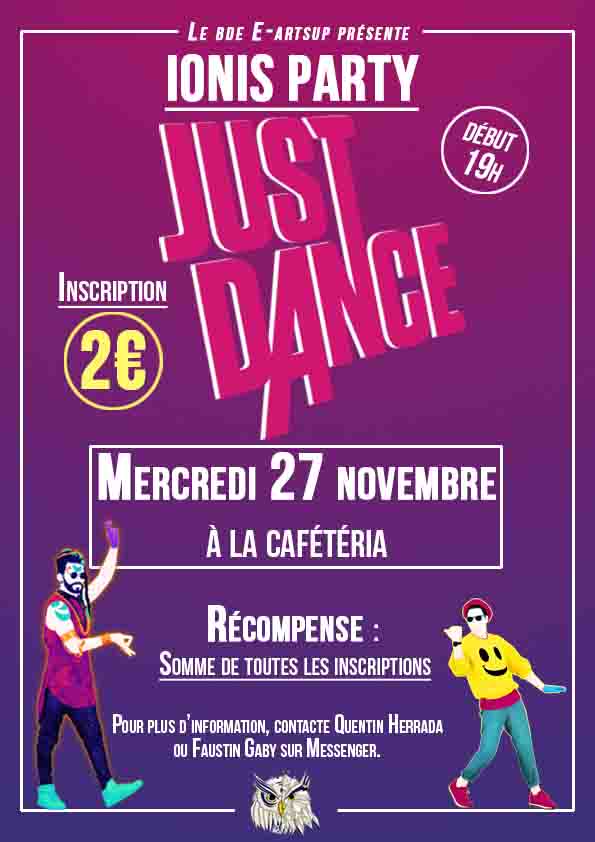 Le bde E-artsup présente
IONIS PARTY
JUST
DANCE
DÉBUT
19H
Inscription
2€
Mercredi 27 novembre
À LA CAFÉTÉRIA
Récompense :
Somme de toutes les inscriptions
Pour plus d'information, contacte Quentin Herrada
ou Faustin Gaby sur Messenger.